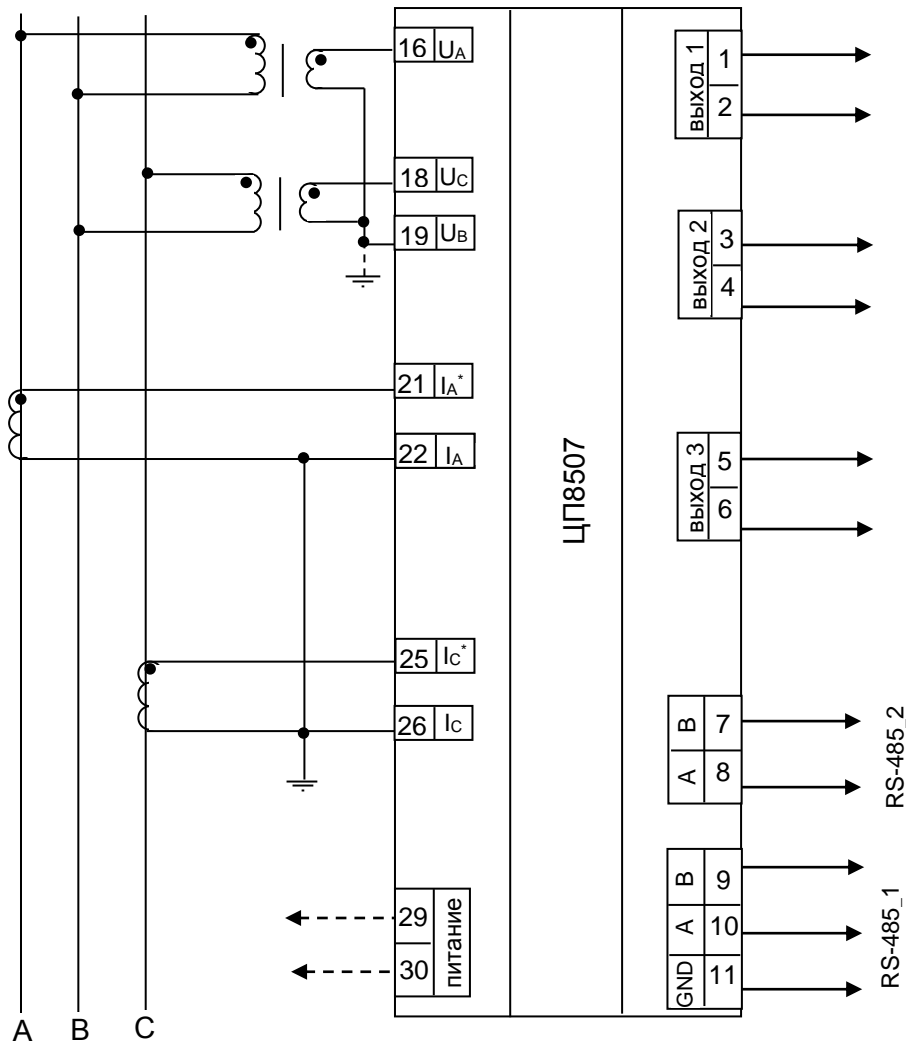 16 UA
18 UC
19 UB
21 IA*
22 IA
25 IC*
26 IC
29
30
питание
ЦП8507
выход 1
1
2
выход 2
3
4
выход 3
5
6
B 7
A 8
RS-485_2
B 9
A 10
GND 11
RS-485_1
A B C